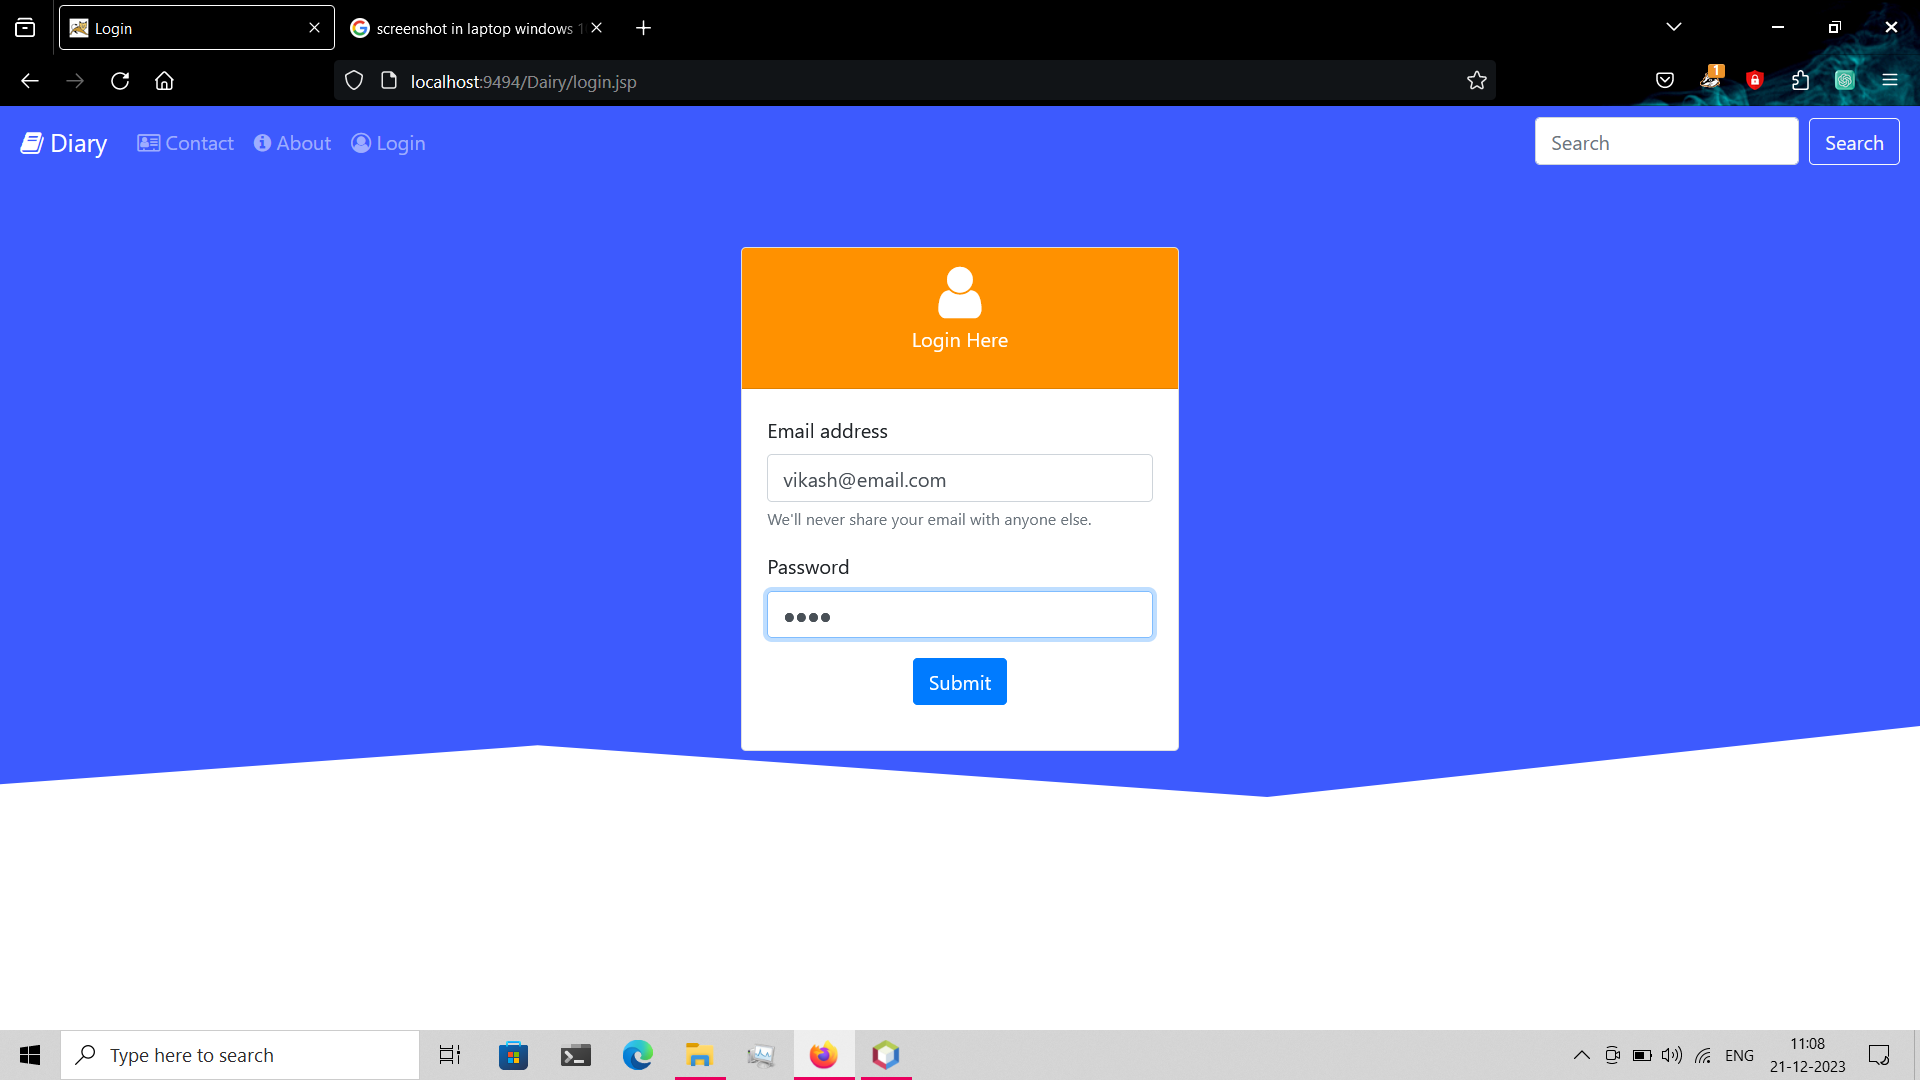 Login
screenshot in laptop windows 1
localhost:9494/Dairy/login.jsp
1
Diary
Contact
About
Login
Search
Search
Login Here
Email address
vikash@email.com
We'll never share your email with anyone else.
Password
Submit
Type here to search
ENG
11:08
21-12-2023